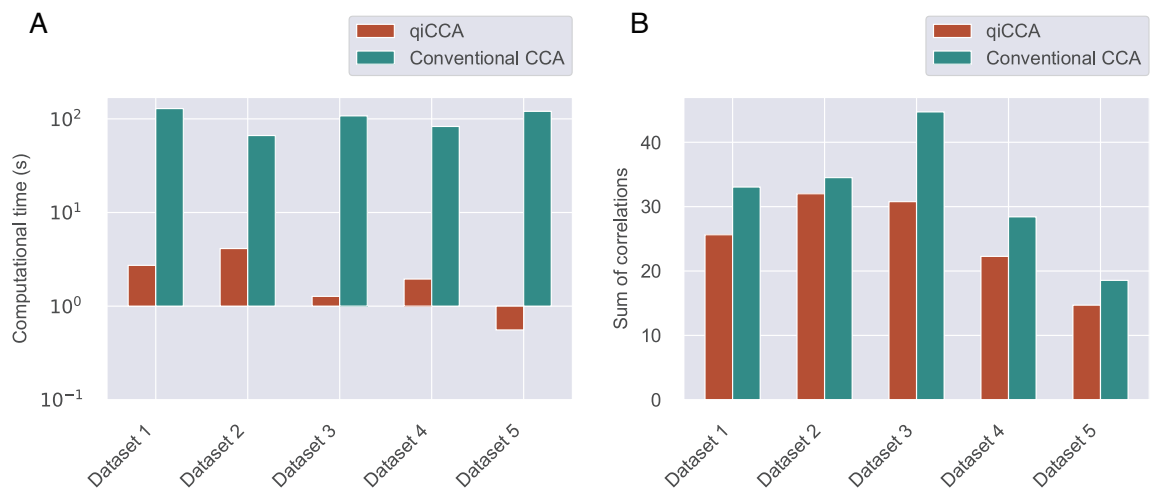 A
qiCCA
Conventional CCA
Computational time (s)
10²
10¹
10⁰
10⁻¹
Dataset 1
Dataset 2
Dataset 3
Dataset 4
Dataset 5
B
qiCCA
Conventional CCA
Sum of correlations
40
30
20
10
0
Dataset 1
Dataset 2
Dataset 3
Dataset 4
Dataset 5